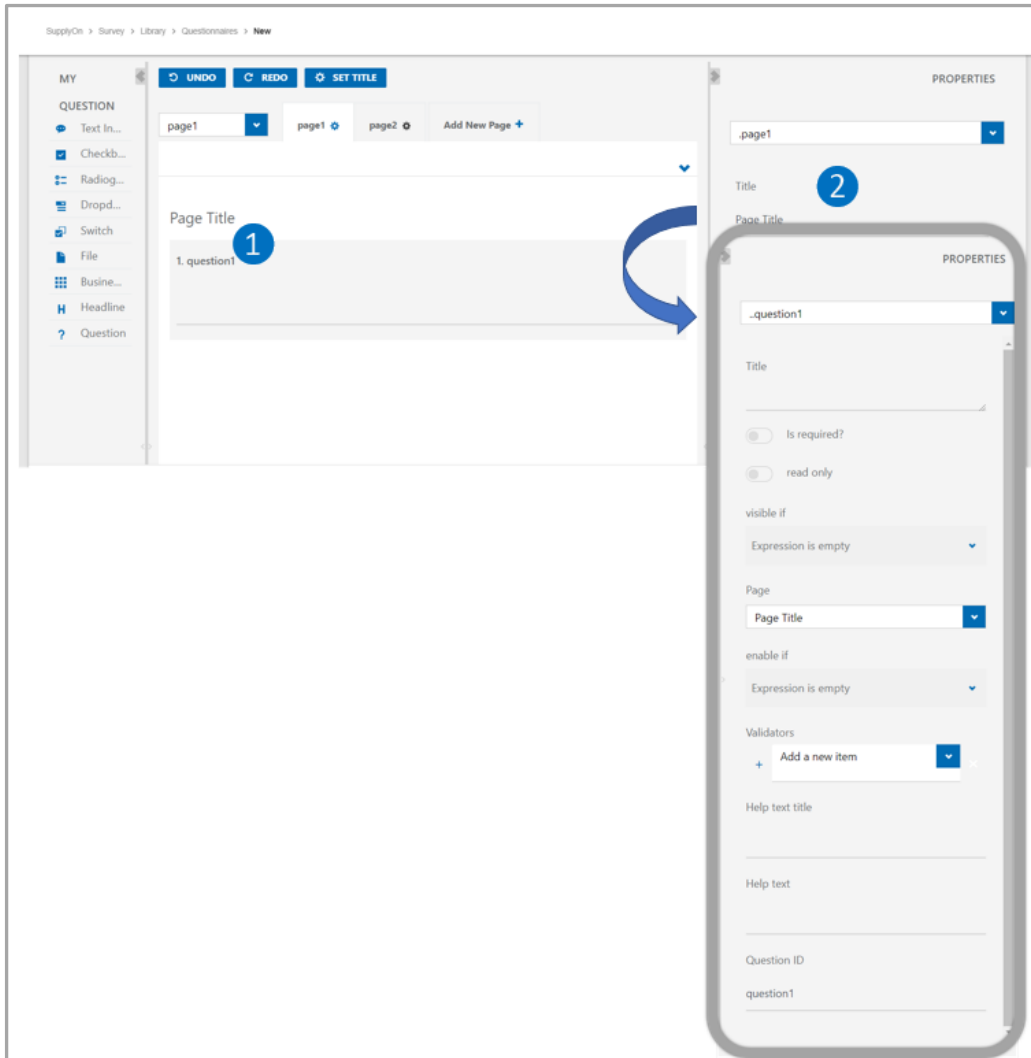 SupplyOn > Survey > Library > Questionnaires > New
MY
QUESTION
Text In...
Checkb...
Radiog...
Dropd...
Switch
File
Busine...
Headline
Question
UNDO
REDO
SET TITLE
page1
page1
page2
Add New Page +
Page Title
1
1. question1
PROPERTIES
.page1
Title
2
Page Title
PROPERTIES
..question1
Title
Is required?
read only
visible if
Expression is empty
Page
Page Title
enable if
Expression is empty
Validators
+ Add a new item
Help text title
Help text
Question ID
question1